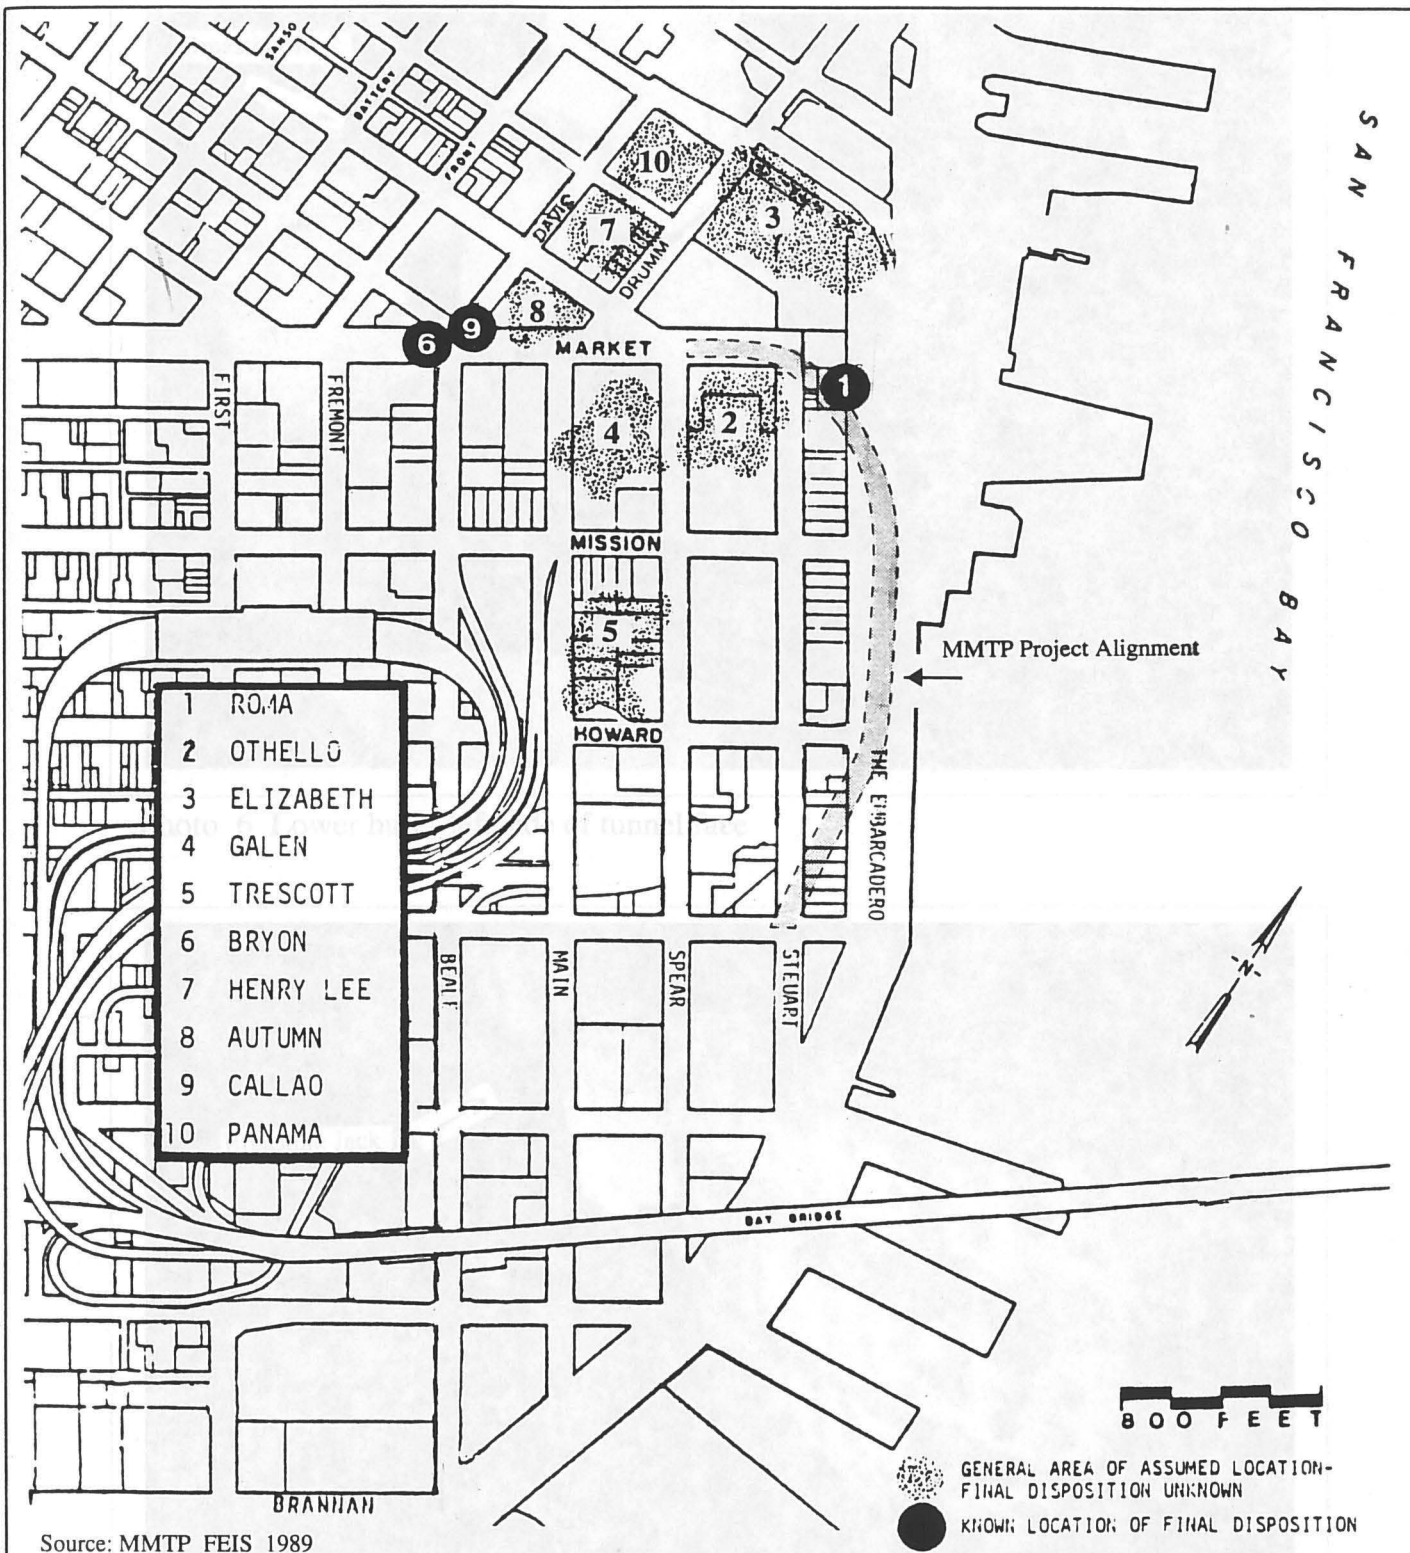 SANSO
BATTERY
FRONT
DAVIS
DRUMM
10
7
3
8
9
6
1
MARKET
FIRST
FREMONT
4
2
MISSION
5
HOWARD
SAN FRANCISCO BAY
MMTP Project Alignment
THE EMBARCADERO
1 ROMA
2 OTHELLO
3 ELIZABETH
4 GALEN
5 TRESCOTT
6 BRYON
7 HENRY LEE
8 AUTUMN
9 CALLAO
10 PANAMA
BEALE
MAIN
SPEAR
STEUART
-N-
BAY BRIDGE
BRANNAN
800 FEET
GENERAL AREA OF ASSUMED LOCATION-
FINAL DISPOSITION UNKNOWN
KNOWN LOCATION OF FINAL DISPOSITION
Source: MMTP FEIS 1989